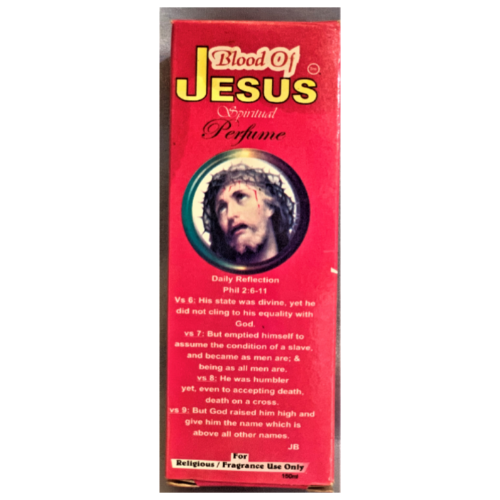 Blood Of
JESUS
Spiritual
Perfume
Daily Reflection
Phil 2:6-11
Vs 6: His state was divine, yet he
did not cling to his equality with
God.
vs 7: But emptied himself to
assume the condition of a slave,
and became as men are; &
being as all men are.
vs 8: He was humbler
yet, even to accepting death,
death on a cross.
vs 9: But God raised him high and
give him the name which is
above all other names.
JB
For
Religious / Fragrance Use Only
100ml